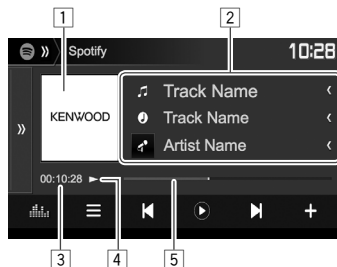 1 2
Spotify 10:28
Track Name
KENWOOD Track Name
Artist Name
00:10:28
3 4 5